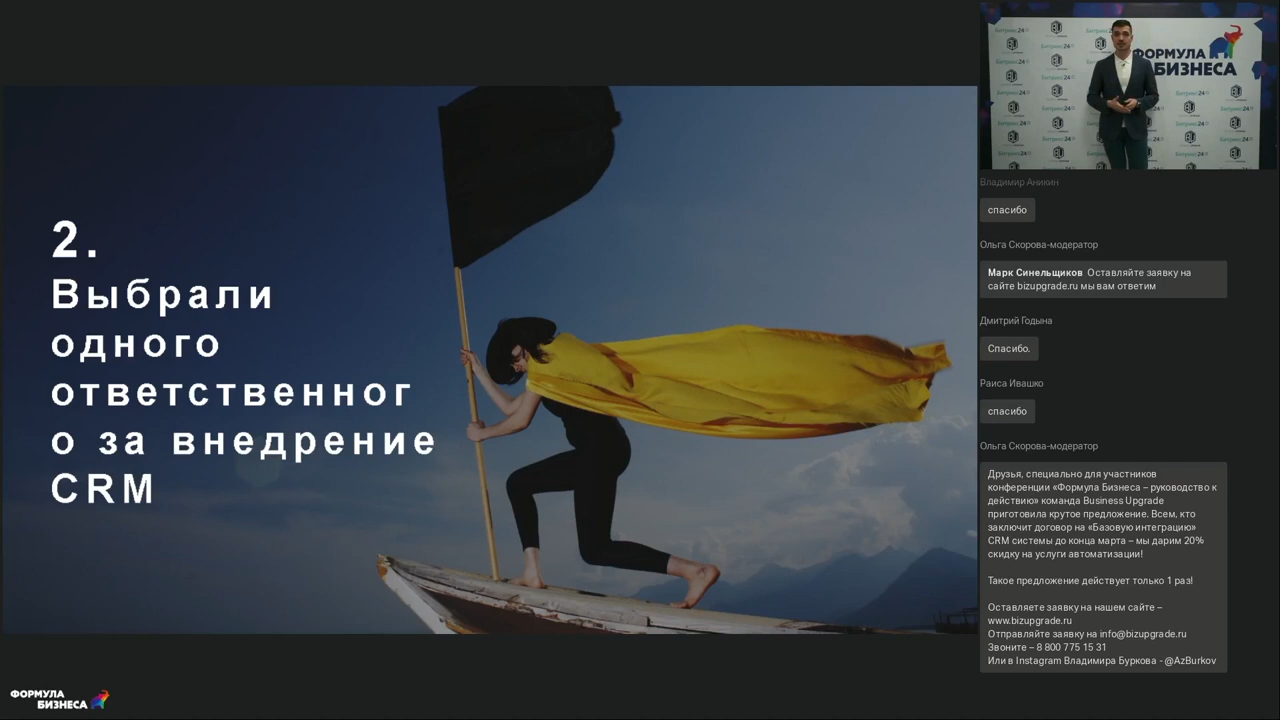 2.
Выбрали
одного
ответственног
о за внедрение
CRM
ФОРМУЛА
БИЗНЕСА
Битрикс24
ФОРМУЛА
БИЗНЕСА
Владимир Аникин
спасибо
Ольга Скорова-модератор
Марк Синельщиков Оставляйте заявку на
сайте bizupgrade.ru мы вам ответим
Дмитрий Годына
Спасибо.
Раиса Ивашко
спасибо
Ольга Скорова-модератор
Друзья, специально для участников
конференции «Формула Бизнеса – руководство к
действию» команда Business Upgrade
приготовила крутое предложение. Всем, кто
заключит договор на «Базовую интеграцию»
CRM системы до конца марта – мы дарим 20%
скидку на услуги автоматизации!
Такое предложение действует только 1 раз!
Оставляете заявку на нашем сайте –
www.bizupgrade.ru
Отправляйте заявку на info@bizupgrade.ru
Звоните – 8 800 775 15 31
Или в Instagram Владимира Буркова - @AzBurkov